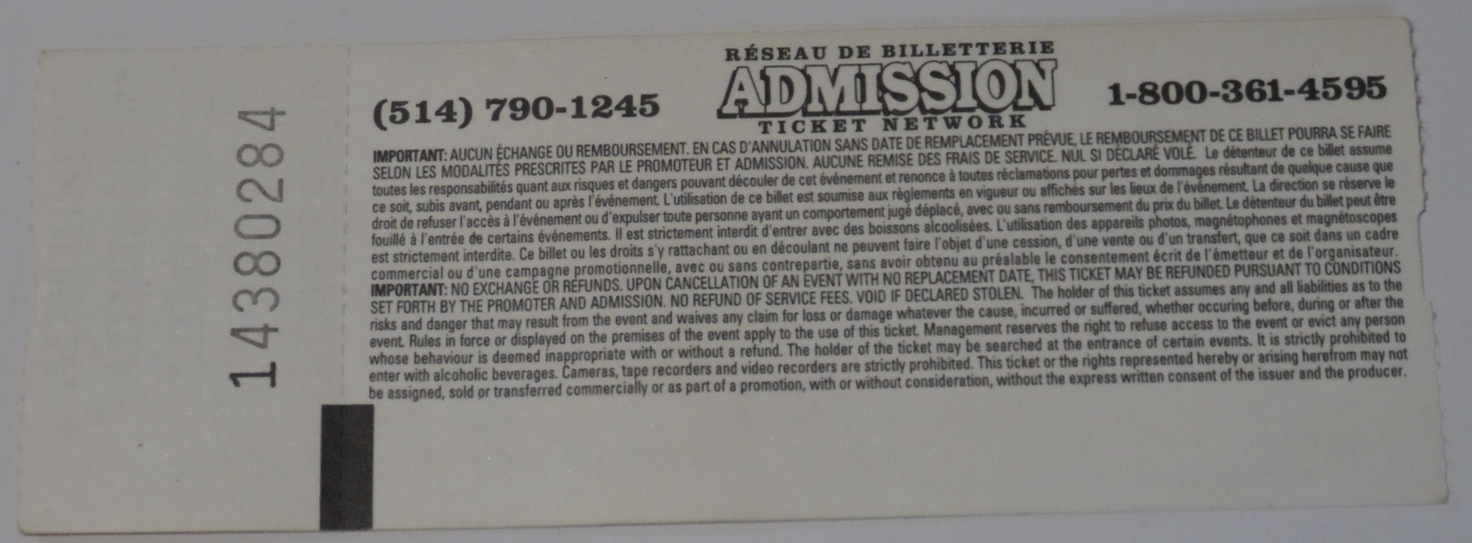 14380284
(514) 790-1245
RÉSEAU DE BILLETTERIE
ADMISSION
TICKET NETWORK
1-800-361-4595
IMPORTANT: AUCUN ÉCHANGE OU REMBOURSEMENT. EN CAS D'ANNULATION SANS DATE DE REMPLACEMENT PRÉVUE, LE REMBOURSEMENT DE CE BILLET POURRA SE FAIRE
SELON LES MODALITÉS PRESCRITES PAR LE PROMOTEUR ET ADMISSION. AUCUNE REMISE DES FRAIS DE SERVICE. NUL SI DÉCLARÉ VOLÉ. Le détenteur de ce billet assume
toutes les responsabilités quant aux risques et dangers pouvant découler de cet événement et renonce à toutes réclamations pour pertes et dommages résultant de quelque cause que
ce soit, subis avant, pendant ou après l'événement. L'utilisation de ce billet est soumise aux règlements en vigueur ou affichés sur les lieux de l'événement. La direction se réserve le
droit de refuser l'accès à l'événement ou d'expulser toute personne ayant un comportement jugé déplacé, avec ou sans remboursement du prix du billet. Le détenteur du billet peut être
fouillé à l'entrée de certains événements. Il est strictement interdit d'entrer avec des boissons alcoolisées. L'utilisation des appareils photos, magnétophones et magnétoscopes
est strictement interdite. Ce billet ou les droits s'y rattachant ou en découlant ne peuvent faire l'objet d'une cession, d'une vente ou d'un transfert, que ce soit dans un cadre
commercial ou d'une campagne promotionnelle, avec ou sans contrepartie, sans avoir obtenu au préalable le consentement écrit de l'émetteur et de l'organisateur.
IMPORTANT: NO EXCHANGE OR REFUNDS. UPON CANCELLATION OF AN EVENT WITH NO REPLACEMENT DATE, THIS TICKET MAY BE REFUNDED PURSUANT TO CONDITIONS
SET FORTH BY THE PROMOTER AND ADMISSION. NO REFUND OF SERVICE FEES. VOID IF DECLARED STOLEN. The holder of this ticket assumes any and all liabilities as to the
risks and danger that may result from the event and waives any claim for loss or damage whatever the cause, incurred or suffered, whether occuring before, during or after the
event. Rules in force or displayed on the premises of the event apply to the use of this ticket. Management reserves the right to refuse access to the event or evict any person
whose behaviour is deemed inappropriate with or without a refund. The holder of the ticket may be searched at the entrance of certain events. It is strictly prohibited to
enter with alcoholic beverages. Cameras, tape recorders and video recorders are strictly prohibited. This ticket or the rights represented hereby or arising herefrom may not
be assigned, sold or transferred commercially or as part of a promotion, with or without consideration, without the express written consent of the issuer and the producer.